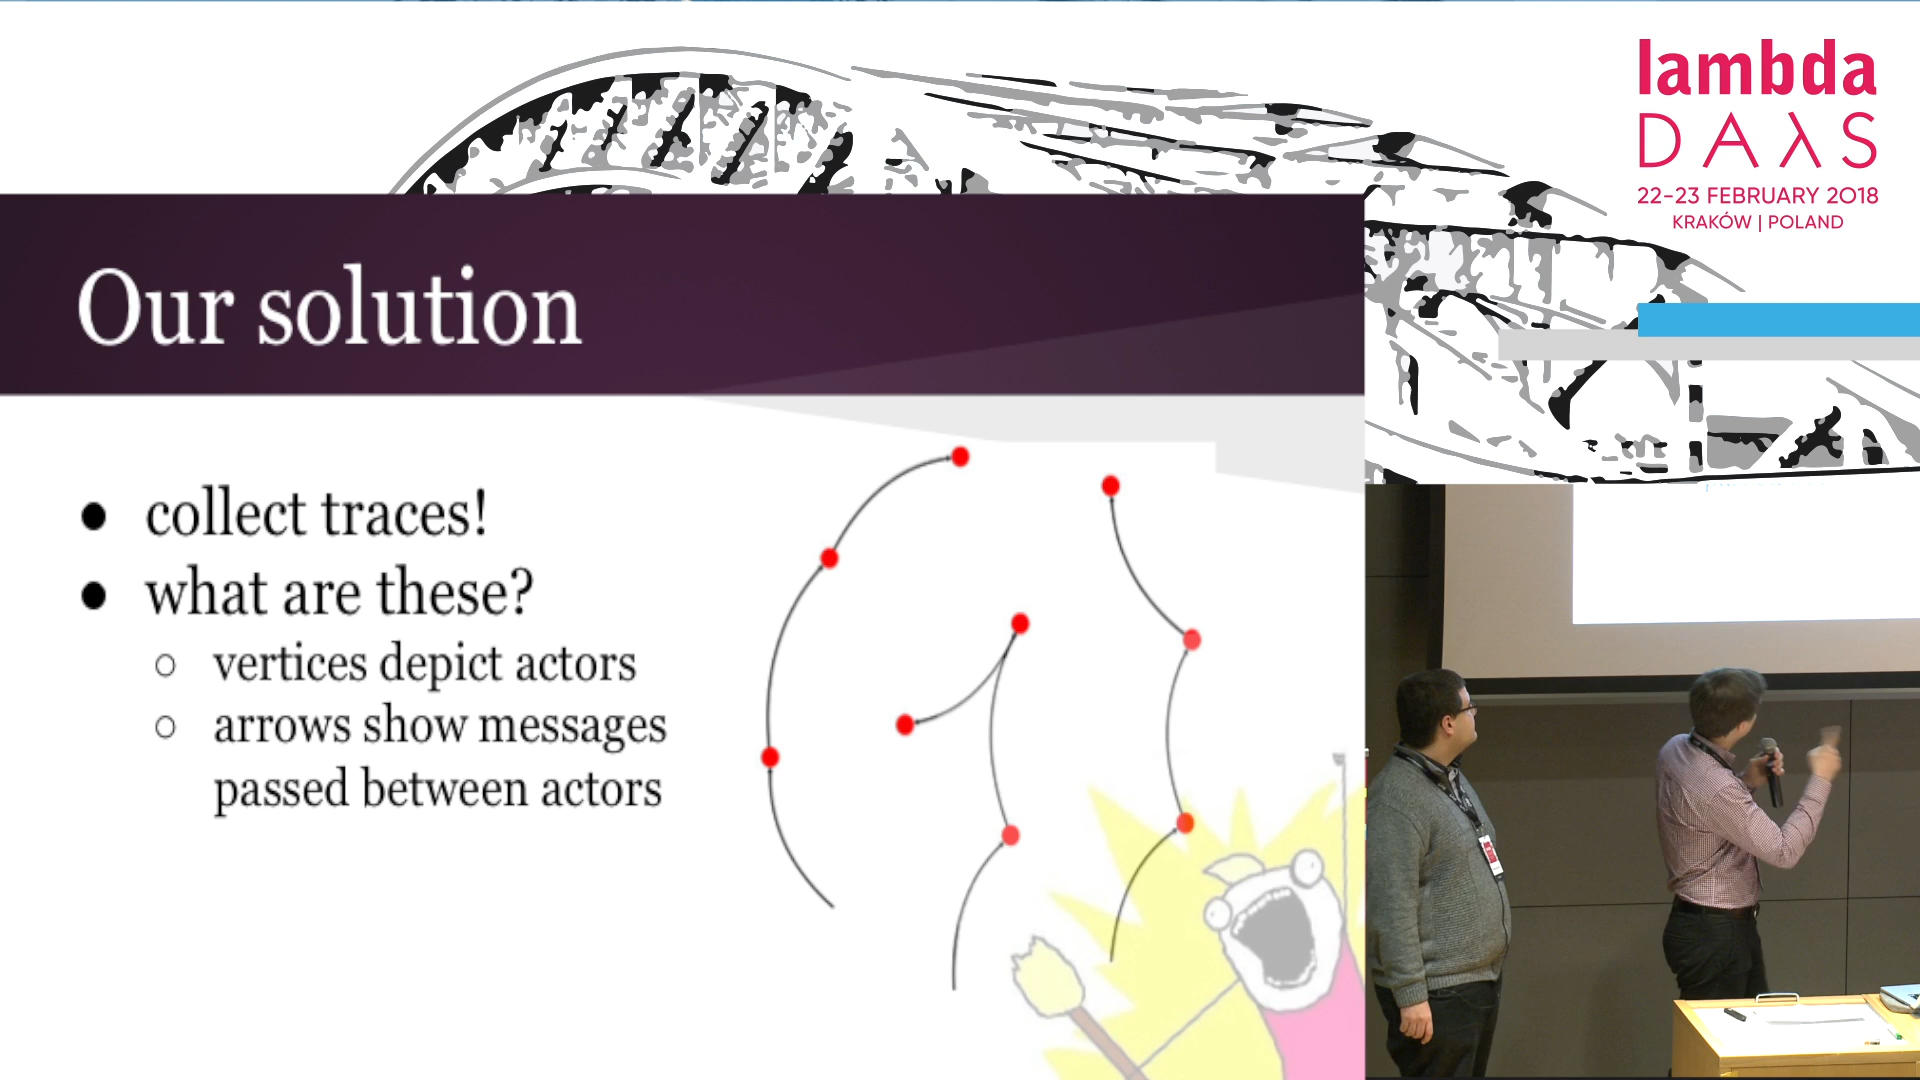 lambda
DAλS
22-23 FEBRUARY 2018
KRAKÓW | POLAND
Our solution
● collect traces!
● what are these?
○ vertices depict actors
○ arrows show messages
passed between actors